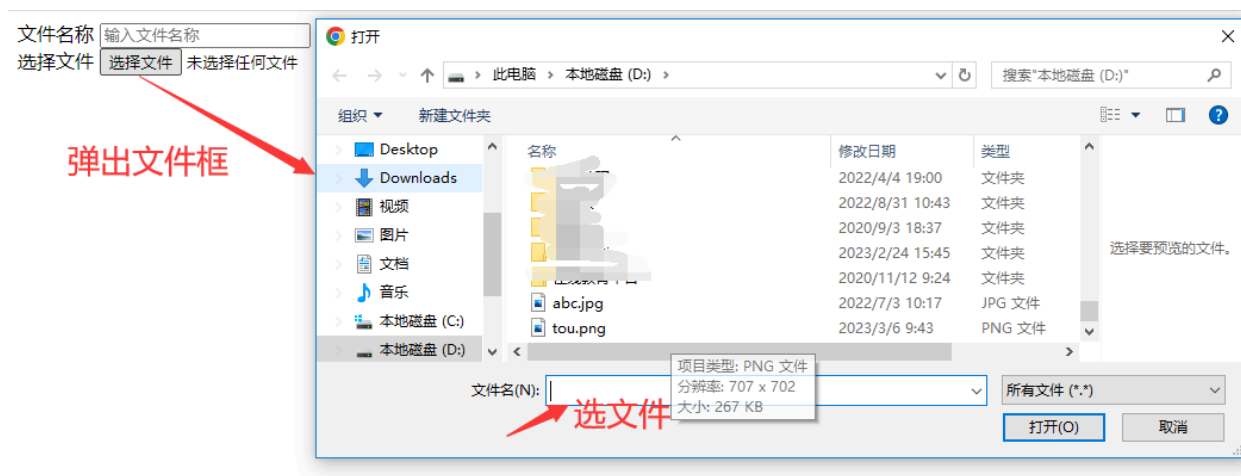 文件名称 输入文件名称
选择文件 选择文件 未选择任何文件
弹出文件框
打开
此电脑 › 本地磁盘 (D:) ›
搜索"本地磁盘 (D:)"
组织 新建文件夹
Desktop
Downloads
视频
图片
文档
音乐
本地磁盘 (C:)
本地磁盘 (D:)
名称 修改日期 类型
2022/4/4 19:00 文件夹
2022/8/31 10:43 文件夹
2020/9/3 18:37 文件夹
2023/2/24 15:45 文件夹
2020/11/12 9:24 文件夹
abc.jpg 2022/7/3 10:17 JPG 文件
tou.png 2023/3/6 9:43 PNG 文件
选择要预览的文件。
项目类型: PNG 文件
分辨率: 707 x 702
大小: 267 KB
文件名(N): 所有文件 (*.*)
选文件
打开(O) 取消